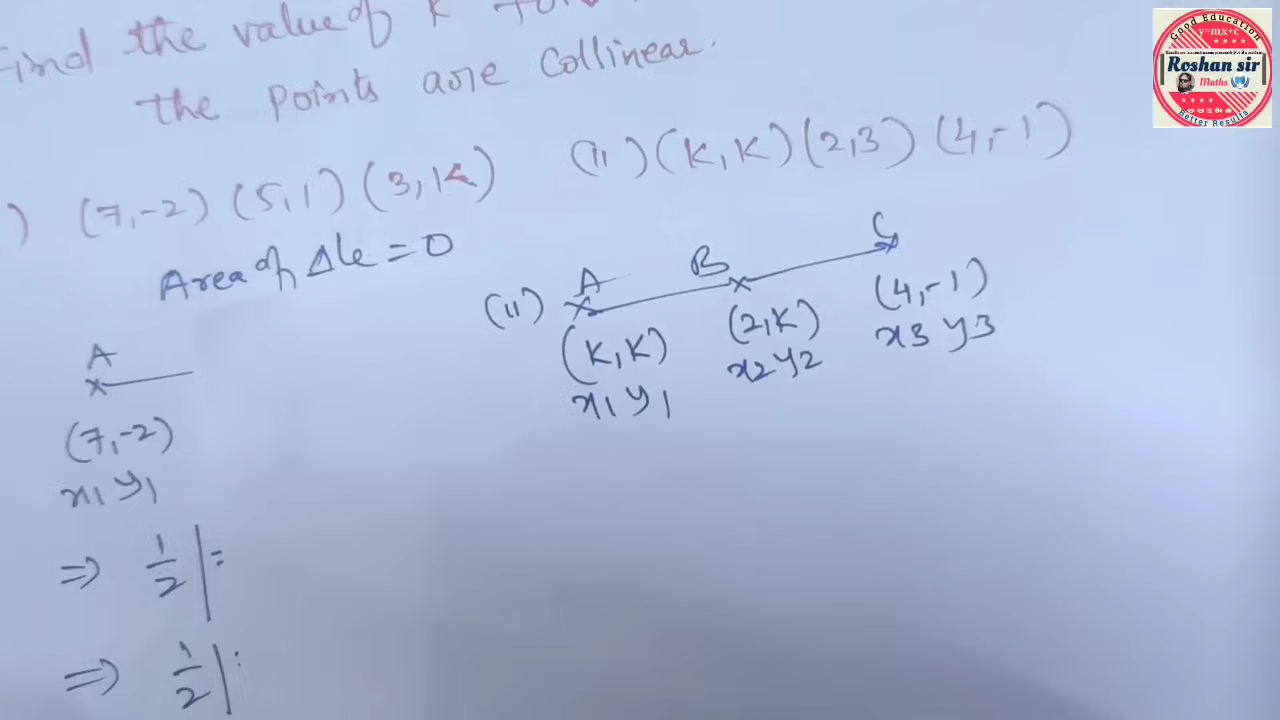 Find the value of K for
the points are collinear.
) (7,-2) (5,1) (3,K) (ii) (K,K) (2,3) (4,-1)
Area of Δle = 0
(ii) A B C
(K,K) (2,K) (4,-1)
x1 y1 x2 y2 x3 y3
A
(7,-2)
x1 y1
⇒ 1/2 |
⇒ 1/2 |
Good Education
y=mx+c
Roshan sir
Maths
Better Results